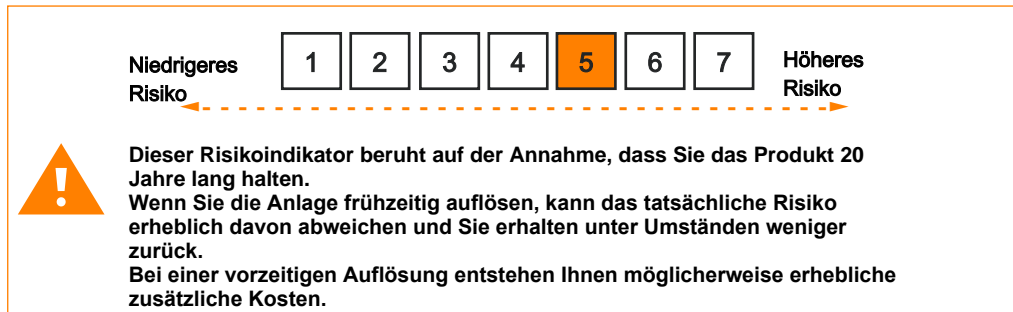 Niedrigeres Risiko
1 2 3 4 5 6 7
Höheres Risiko
!
Dieser Risikoindikator beruht auf der Annahme, dass Sie das Produkt 20
Jahre lang halten.
Wenn Sie die Anlage frühzeitig auflösen, kann das tatsächliche Risiko
erheblich davon abweichen und Sie erhalten unter Umständen weniger
zurück.
Bei einer vorzeitigen Auflösung entstehen Ihnen möglicherweise erhebliche
zusätzliche Kosten.